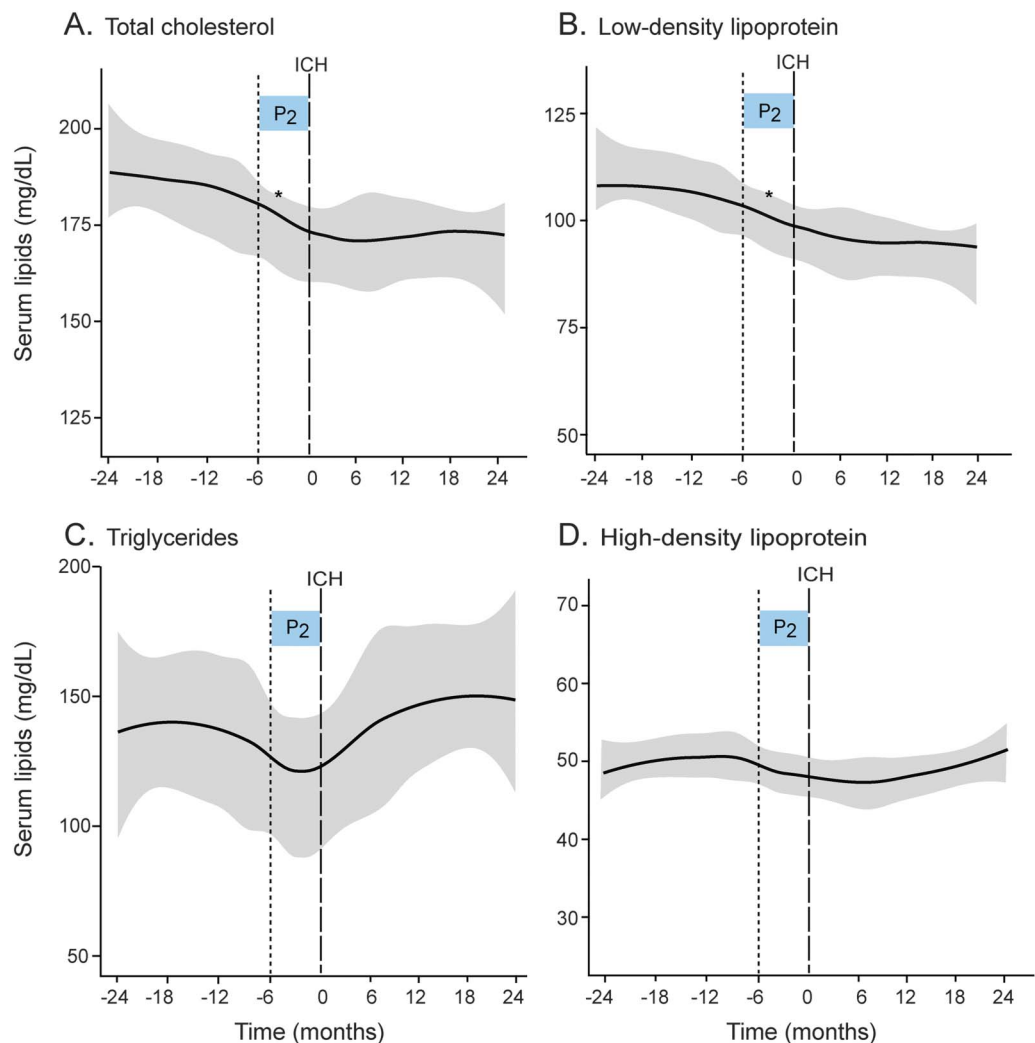 A. Total cholesterol
ICH
P2
*
Serum lipids (mg/dL)
200
175
150
125
-24 -18 -12 -6 0 6 12 18 24
B. Low-density lipoprotein
ICH
P2
*
125
100
75
50
-24 -18 -12 -6 0 6 12 18 24
C. Triglycerides
ICH
P2
Serum lipids (mg/dL)
200
150
100
50
-24 -18 -12 -6 0 6 12 18 24
Time (months)
D. High-density lipoprotein
ICH
P2
70
60
50
40
30
-24 -18 -12 -6 0 6 12 18 24
Time (months)